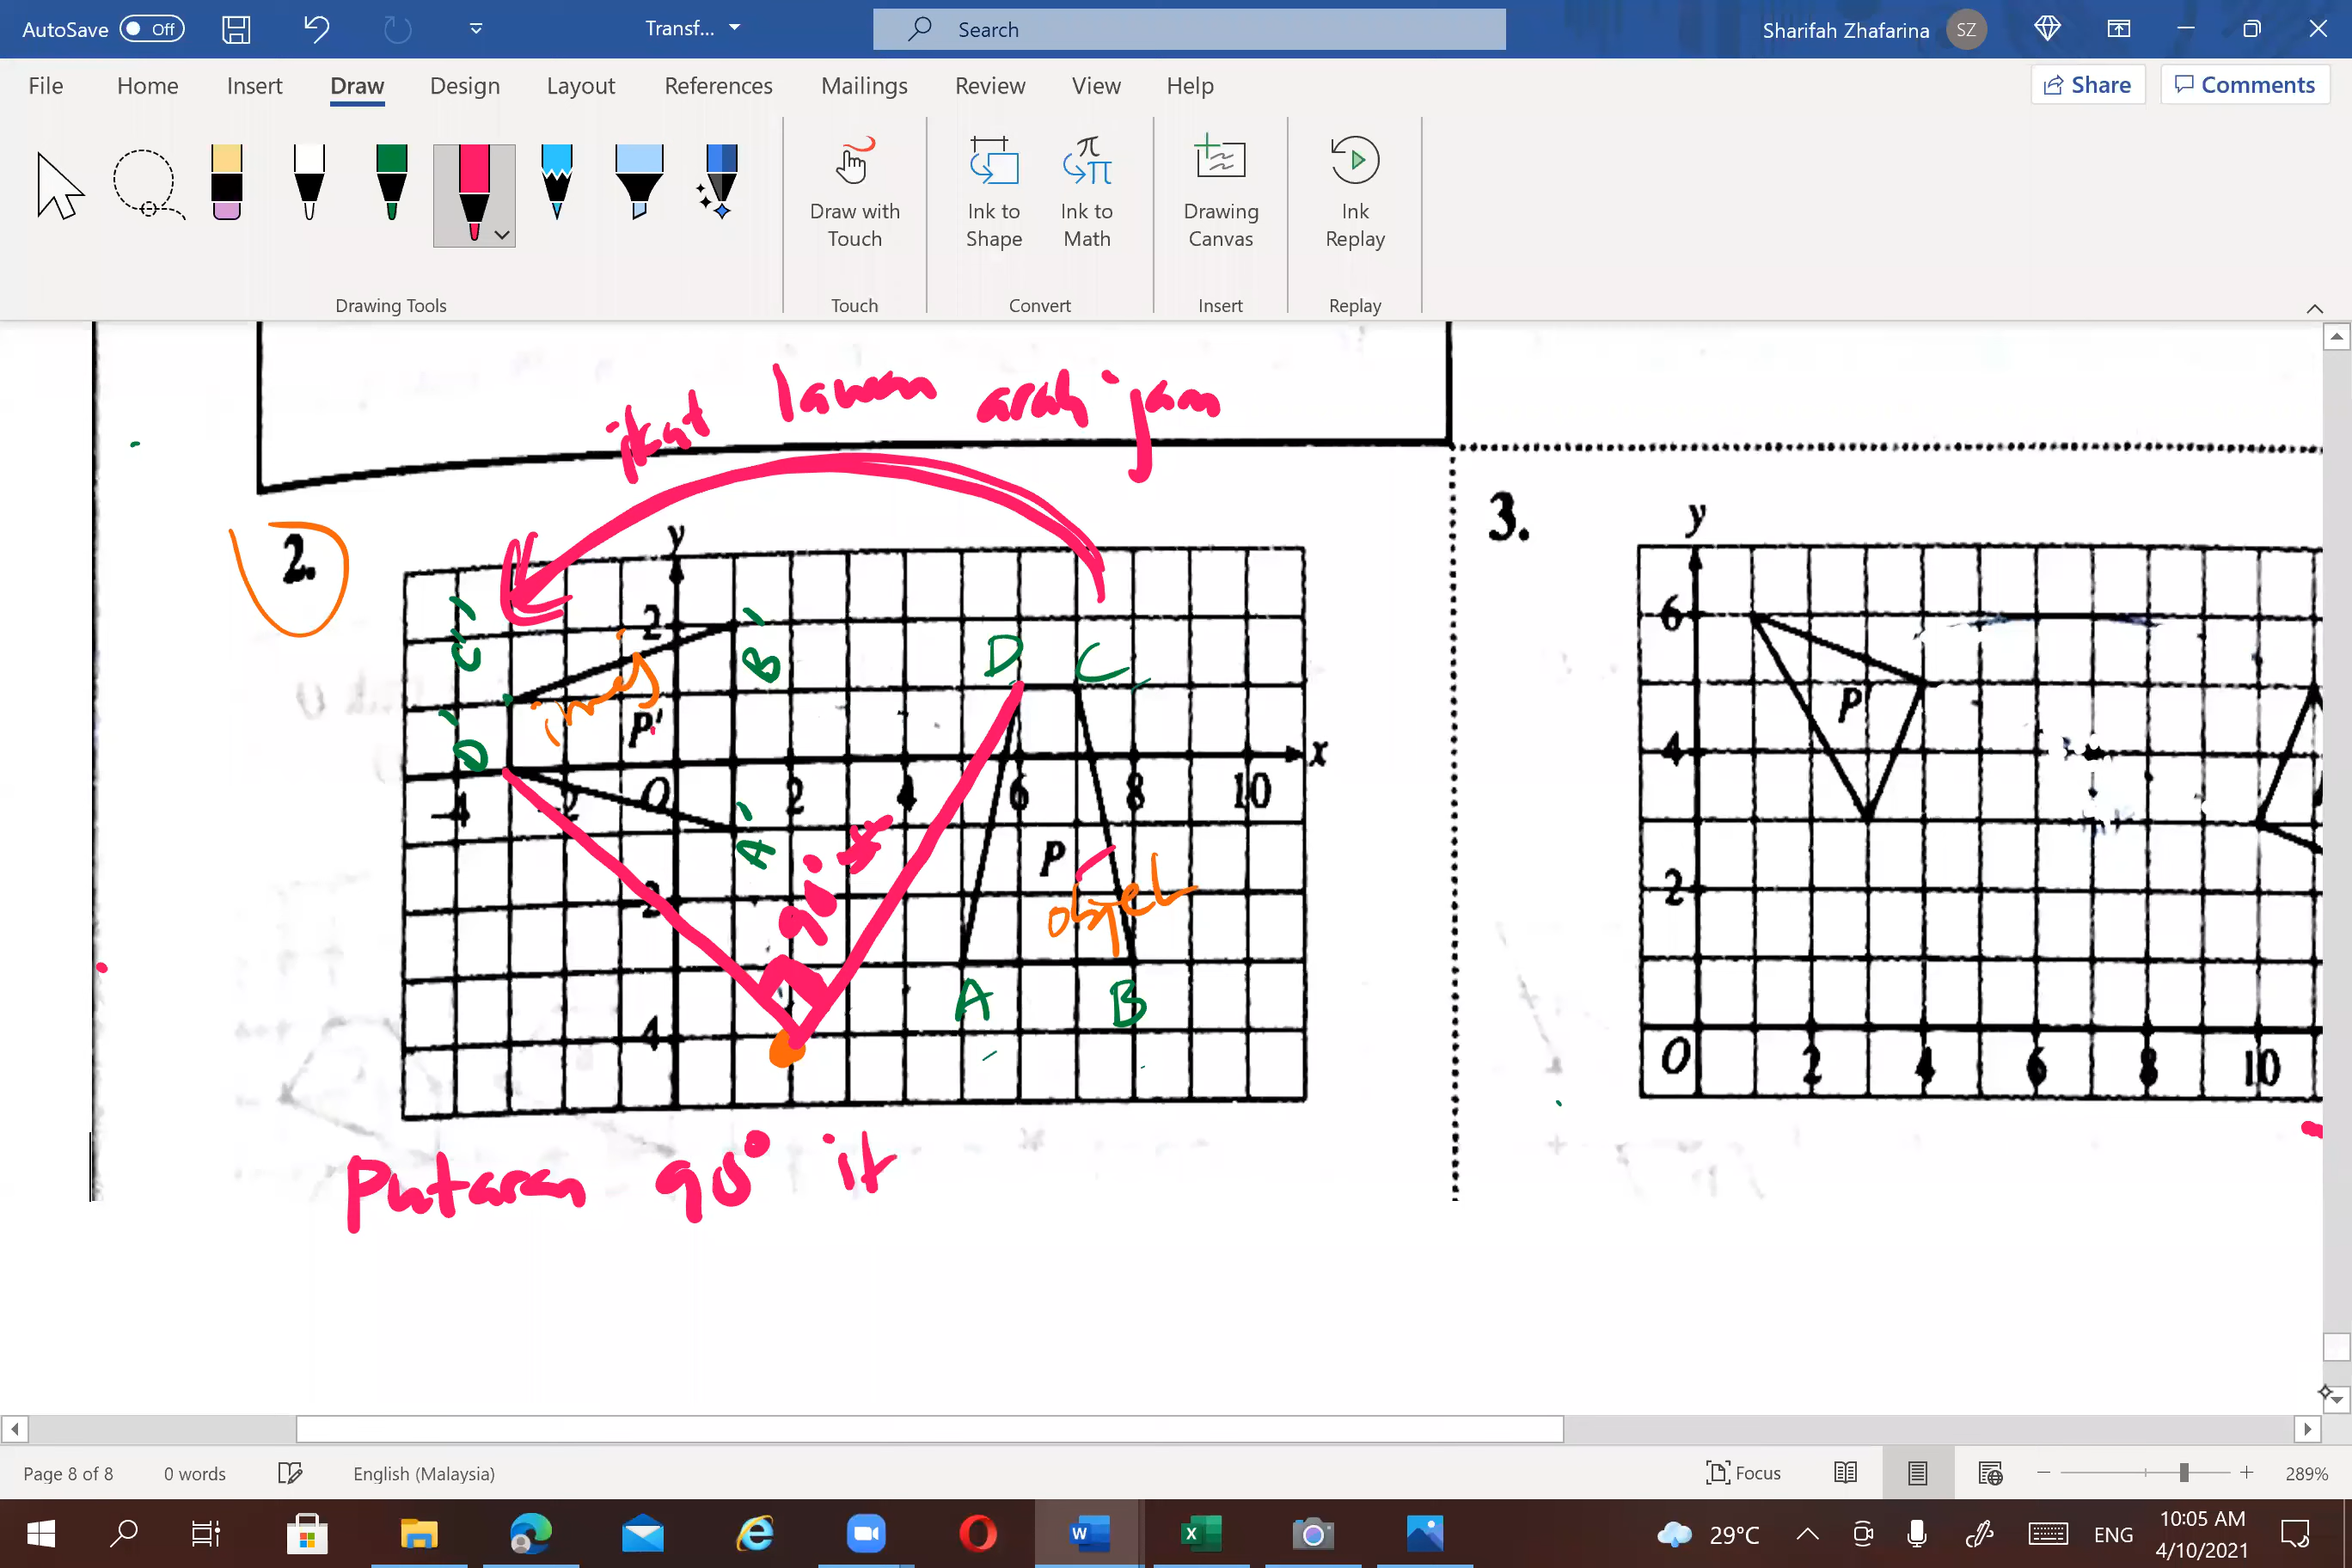 AutoSave Off Transf... Search Sharifah Zhafarina SZ
File Home Insert Draw Design Layout References Mailings Review View Help Share Comments
Draw with Touch
Ink to Shape
Ink to Math
Drawing Canvas
Ink Replay
Drawing Tools Touch Convert Insert Replay
ikut lawan arah jam
2.
y
2
C'
B'
D
C
imej
P'
D'
x
-4 -2 O 2 4 6 8 10
A'
P
objek
-2
90°
A
B
-4
Putaran 90° it
3.
y
6
P
4
2
O 2 4 6 8 10
Page 8 of 8 0 words English (Malaysia) Focus 289%
29°C ENG 10:05 AM
4/10/2021